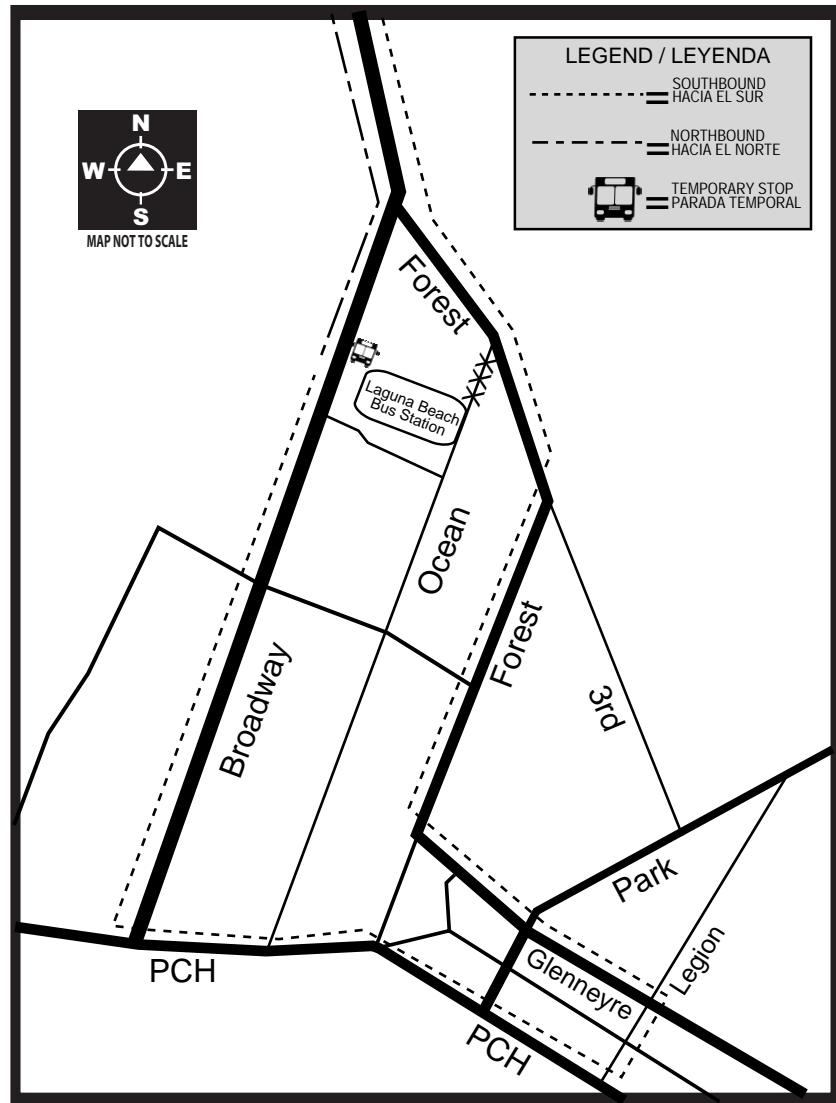 LEGEND / LEYENDA
SOUTHBOUND
HACIA EL SUR
NORTHBOUND
HACIA EL NORTE
TEMPORARY STOP
PARADA TEMPORAL
N
W E
S
MAP NOT TO SCALE
Forest
Laguna Beach
Bus Station
Ocean
Forest
Broadway
3rd
Park
Legion
Glenneyre
PCH
PCH